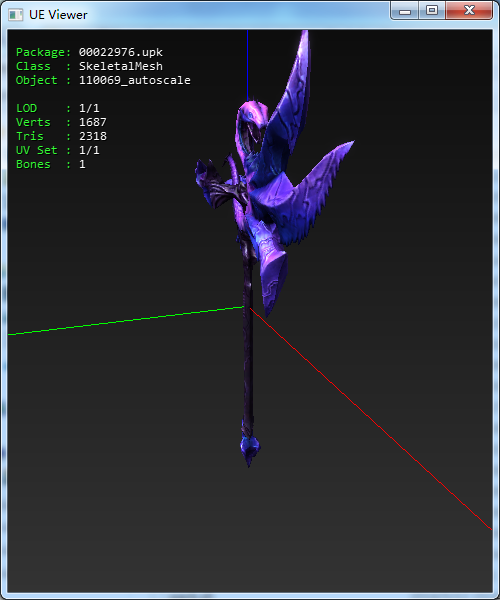 UE Viewer
Package: 00022976.upk
Class  : SkeletalMesh
Object : 110069_autoscale
LOD    : 1/1
Verts  : 1687
Tris   : 2318
UV Set : 1/1
Bones  : 1